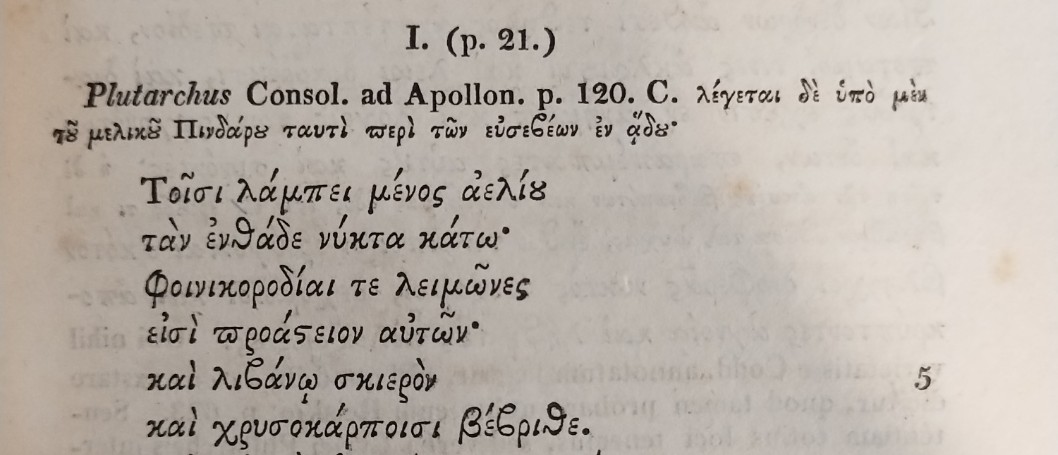 I. (p. 21.)
Plutarchus Consol. ad Apollon. p. 120. C. λέγεται δὲ ὑπὸ μὲν
τȣ͂ μελικȣ͂ Πινδάρȣ ταυτὶ ϖερὶ τῶν εὐσεϐέων ἐν ᾅδȣ·
Τοῖσι λάμπει μένος ἀελίȣ
τὰν ἐνθάδε νύκτα κάτω·
Φοινικοροδίαι τε λειμῶνες
εἰσὶ ϖροάϛειον αὐτῶν·
καὶ λιϐάνῳ σκιερὸν
5
καὶ χρυσοκάρποισι βέϐριθε.